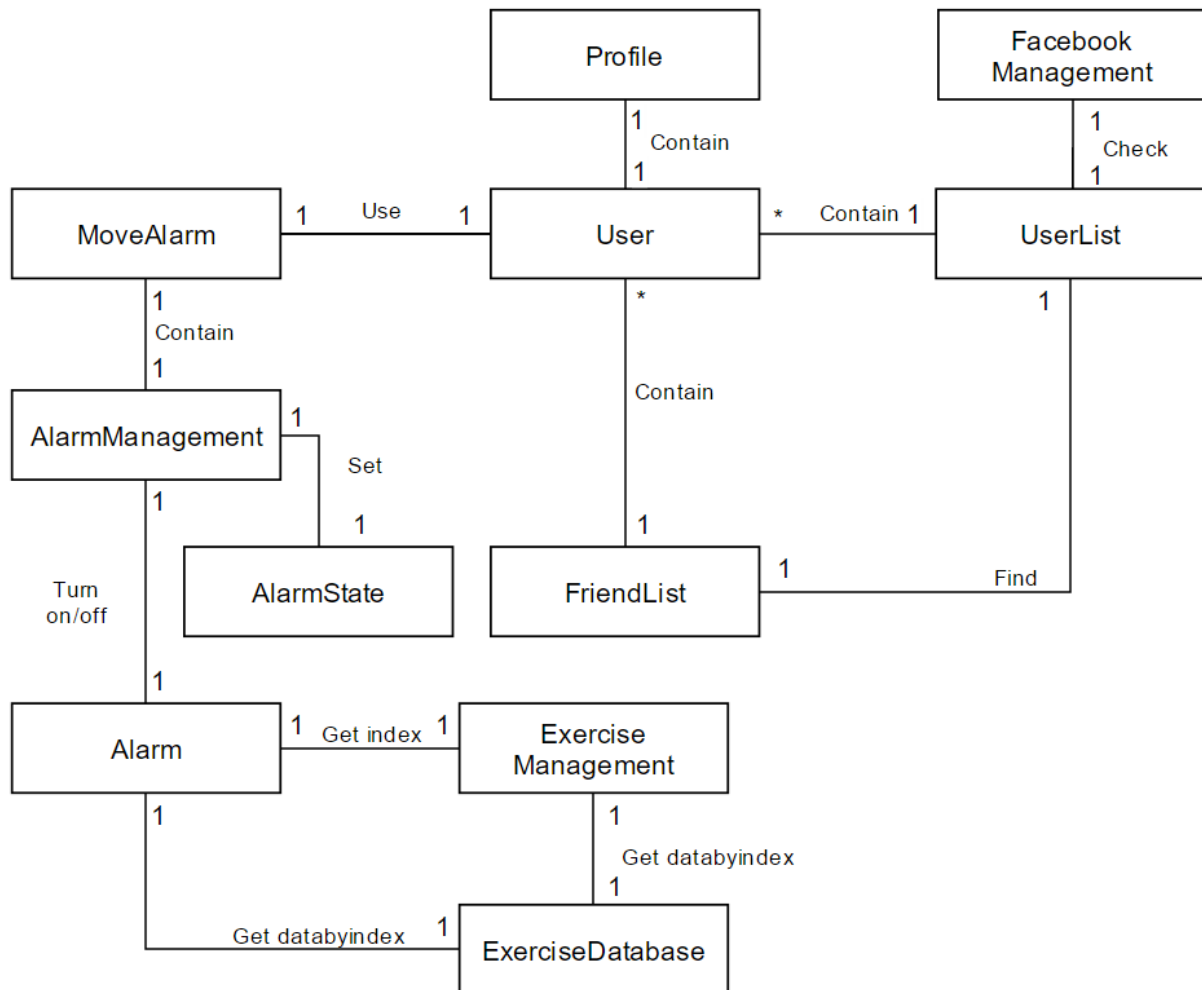 Profile
Facebook
Management
1
Contain
1
1
Check
1
MoveAlarm
1
Use
1
User
*
Contain
1
UserList
1
Contain
1
*
Contain
1
1
AlarmManagement
1
Set
1
1
AlarmState
FriendList
1
Find
Turn
on/off
1
1
Alarm
1
Get index
1
Exercise
Management
1
1
Get databyindex
1
Get databyindex
1
ExerciseDatabase